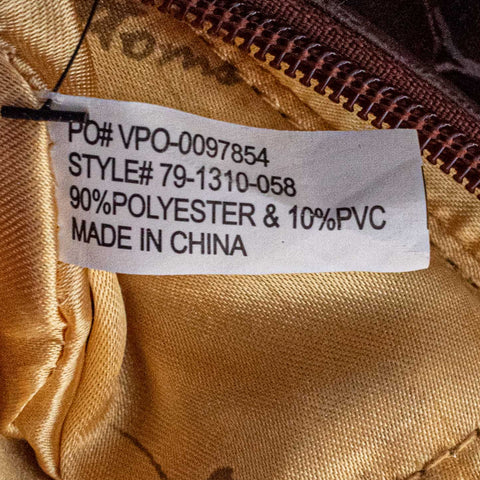 PO# VPO-0097854
STYLE# 79-1310-058
90%POLYESTER & 10%PVC
MADE IN CHINA